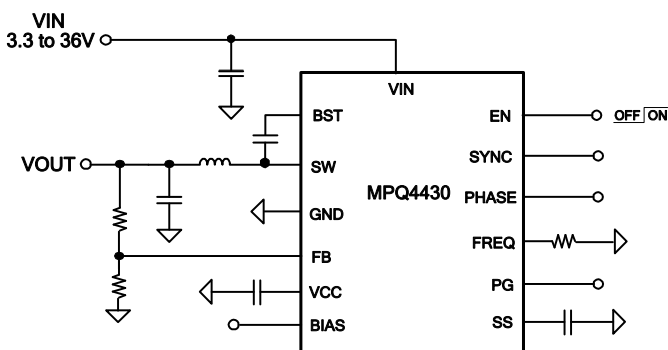 VIN
3.3 to 36V
VIN
BST
EN
OFF ON
SYNC
VOUT
SW
MPQ4430
PHASE
GND
FREQ
FB
PG
VCC
SS
BIAS